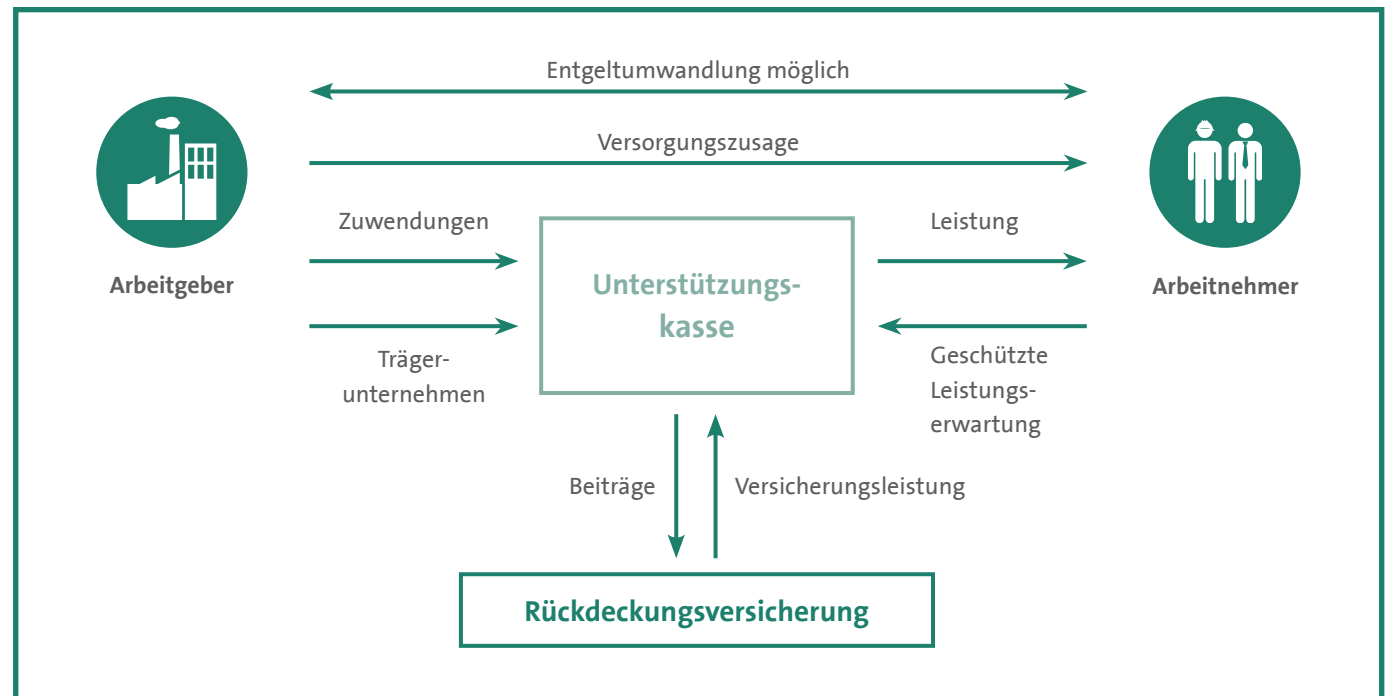 Entgeltumwandlung möglich
Versorgungszusage
Zuwendungen
Leistung
Unterstützungs-
kasse
Arbeitgeber
Arbeitnehmer
Träger-
unternehmen
Geschützte
Leistungs-
erwartung
Beiträge
Versicherungsleistung
Rückdeckungsversicherung